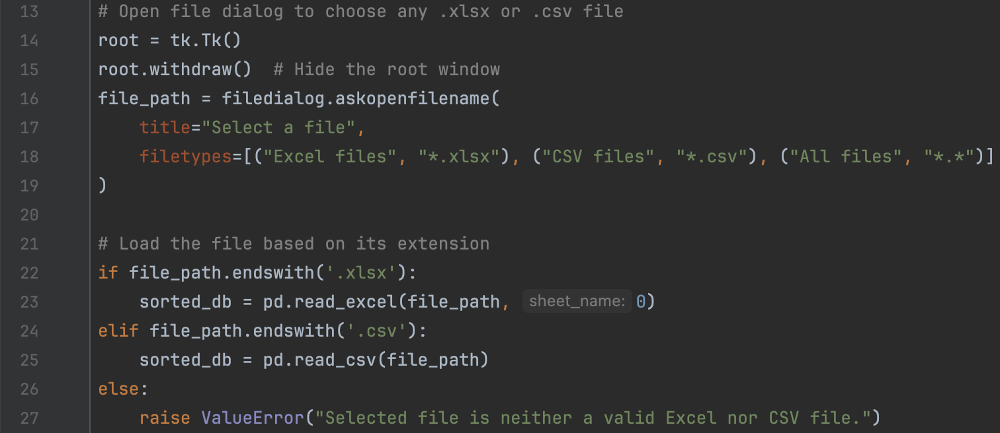 13 # Open file dialog to choose any .xlsx or .csv file
14 root = tk.Tk()
15 root.withdraw()  # Hide the root window
16 file_path = filedialog.askopenfilename(
17     title="Select a file",
18     filetypes=[("Excel files", "*.xlsx"), ("CSV files", "*.csv"), ("All files", "*.*")]
19 )
20
21 # Load the file based on its extension
22 if file_path.endswith('.xlsx'):
23     sorted_db = pd.read_excel(file_path, sheet_name: 0)
24 elif file_path.endswith('.csv'):
25     sorted_db = pd.read_csv(file_path)
26 else:
27     raise ValueError("Selected file is neither a valid Excel nor CSV file.")